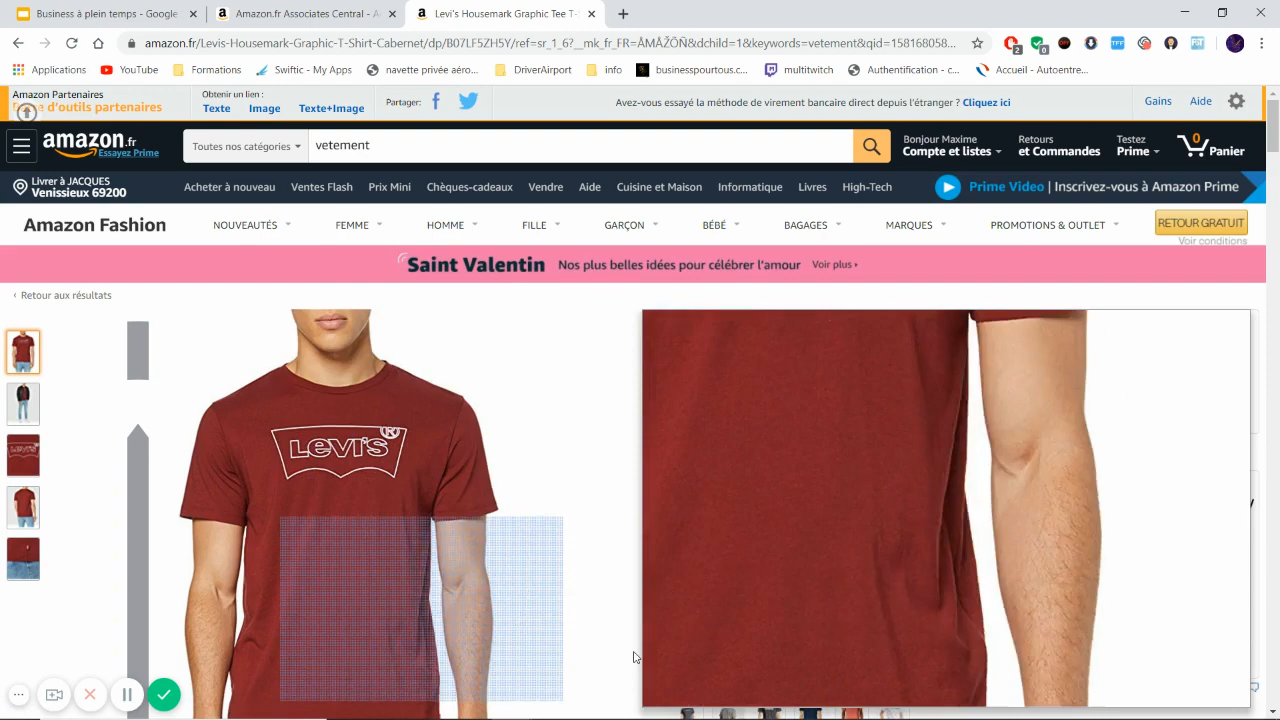 Business à plein temps - Google
Amazon.fr Associates Central - A
Levi's Housemark Graphic Tee T-
amazon.fr/Levis-Housemark-Graphic-Shirt-Cabernet/dp/B07LF5ZHBY/ref=sr_1_6?__mk_fr_FR=ÅMÅŽÕÑ&dchild=1&keywords=vetement&qid=158168058...
Applications
YouTube
Formations
Swiftic - My Apps
navette privée aéro...
DriverAirport
info
businesspourtous.c...
multitwitch
Authentification - c...
Accueil - Autoentre...
Amazon Partenaires
d'outils partenaires
Obtenir un lien :
Texte Image Texte+Image
Partager:
Avez-vous essayé la méthode de virement bancaire direct depuis l'étranger ? Cliquez ici
Gains Aide
amazon.fr
Essayez Prime
Toutes nos catégories
vetement
Bonjour Maxime
Compte et listes
Retours
et Commandes
Testez
Prime
0
Panier
Livrer à JACQUES
Venissieux 69200
Acheter à nouveau Ventes Flash Prix Mini Chèques-cadeaux Vendre Aide Cuisine et Maison Informatique Livres High-Tech
Prime Video | Inscrivez-vous à Amazon Prime
Amazon Fashion
NOUVEAUTÉS FEMME HOMME FILLE GARÇON BÉBÉ BAGAGES MARQUES PROMOTIONS & OUTLET
RETOUR GRATUIT
Voir conditions
Saint Valentin Nos plus belles idées pour célébrer l'amour Voir plus ›
‹ Retour aux résultats
Levi's